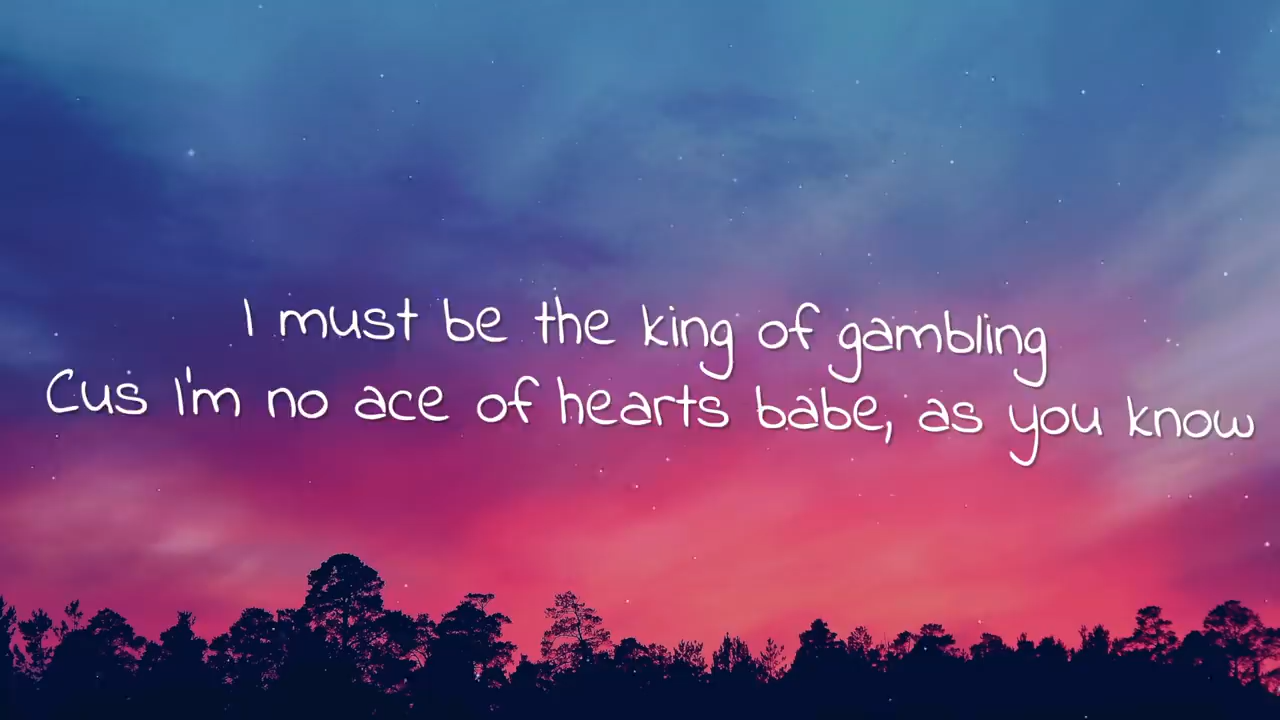 I must be the king of gambling
Cus I'm no ace of hearts babe, as you know